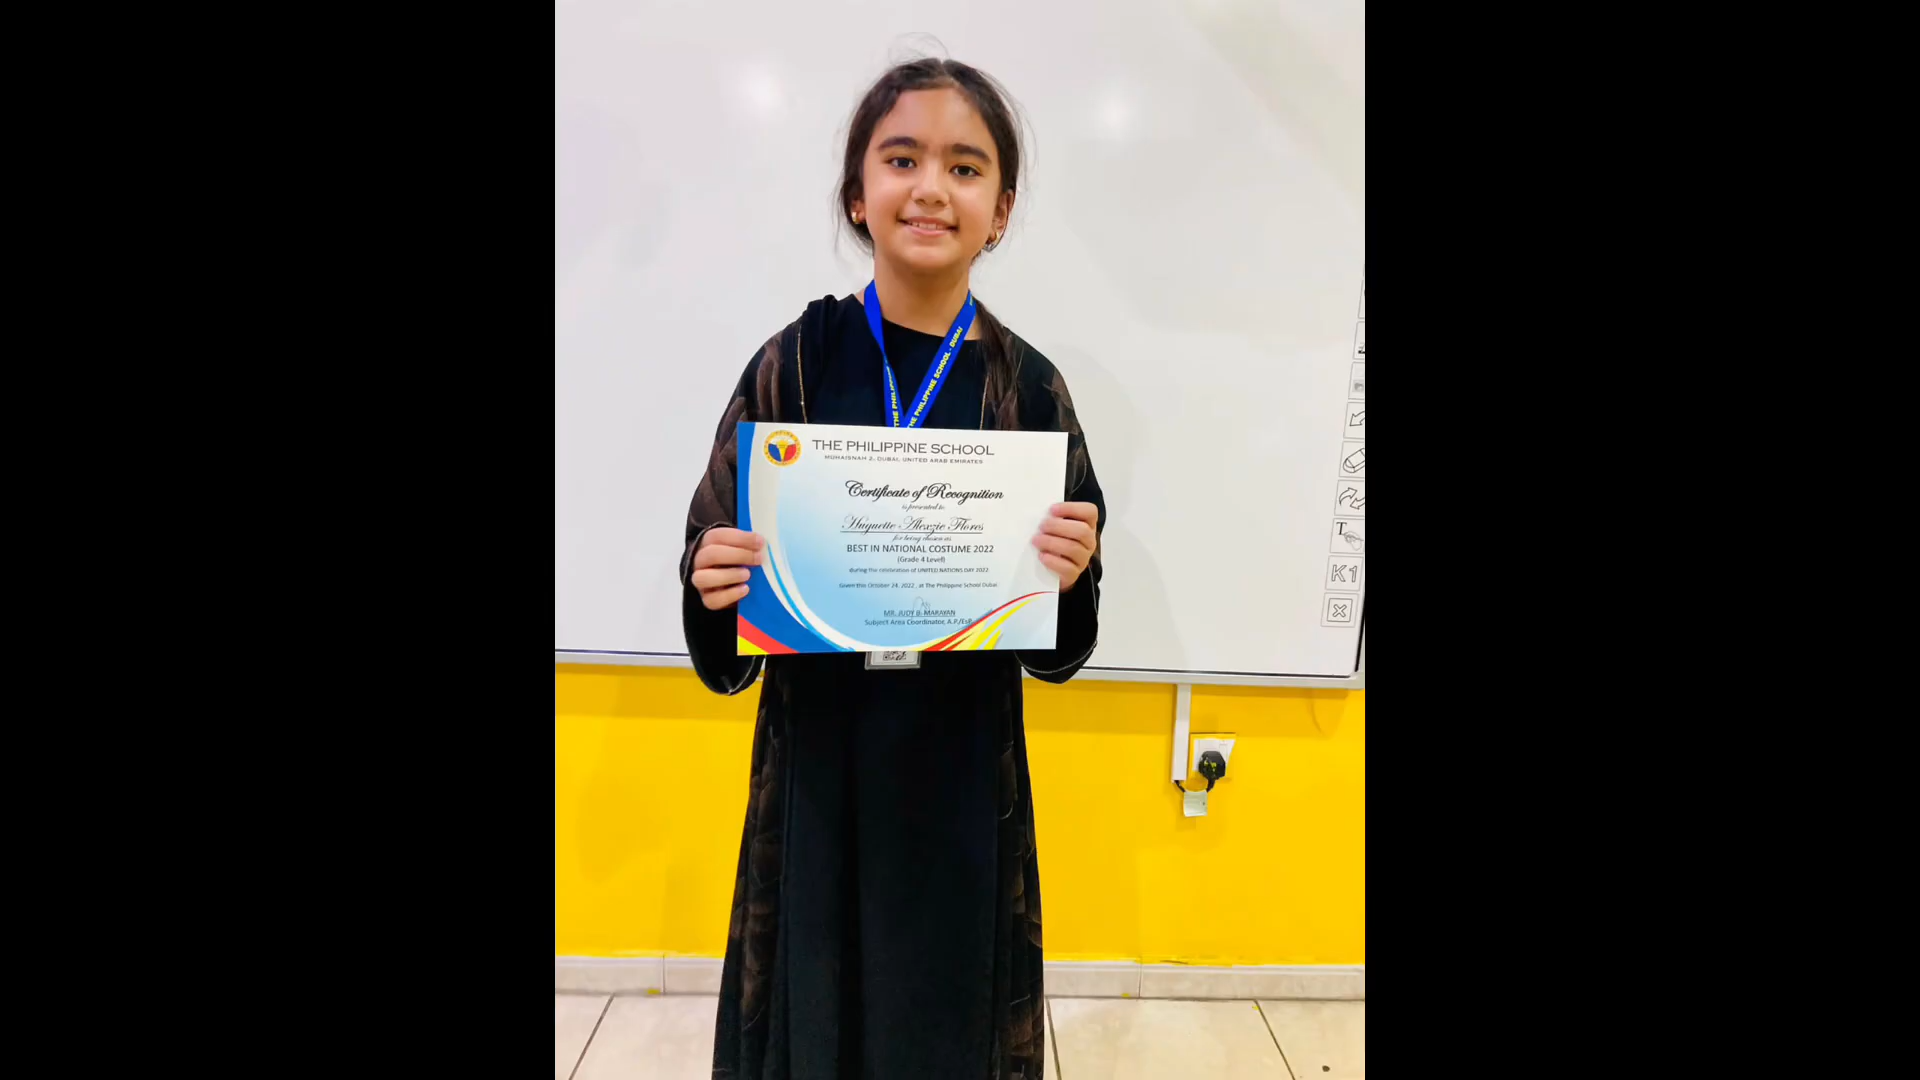 THE PHILIPPINE SCHOOL - DUBAI
THE PHILIPPINE SCHOOL
MUHAISNAH 2, DUBAI, UNITED ARAB EMIRATES
Certificate of Recognition
is presented to
Huguette Alexzie Flores
for being chosen as
BEST IN NATIONAL COSTUME 2022
(Grade 4 Level)
during the celebration of UNITED NATIONS DAY 2022.
Given this October 24, 2022, at The Philippine School Dubai.
MR. JUDY B. MARAYAN
Subject Area Coordinator, A.P./EsP
T
K1